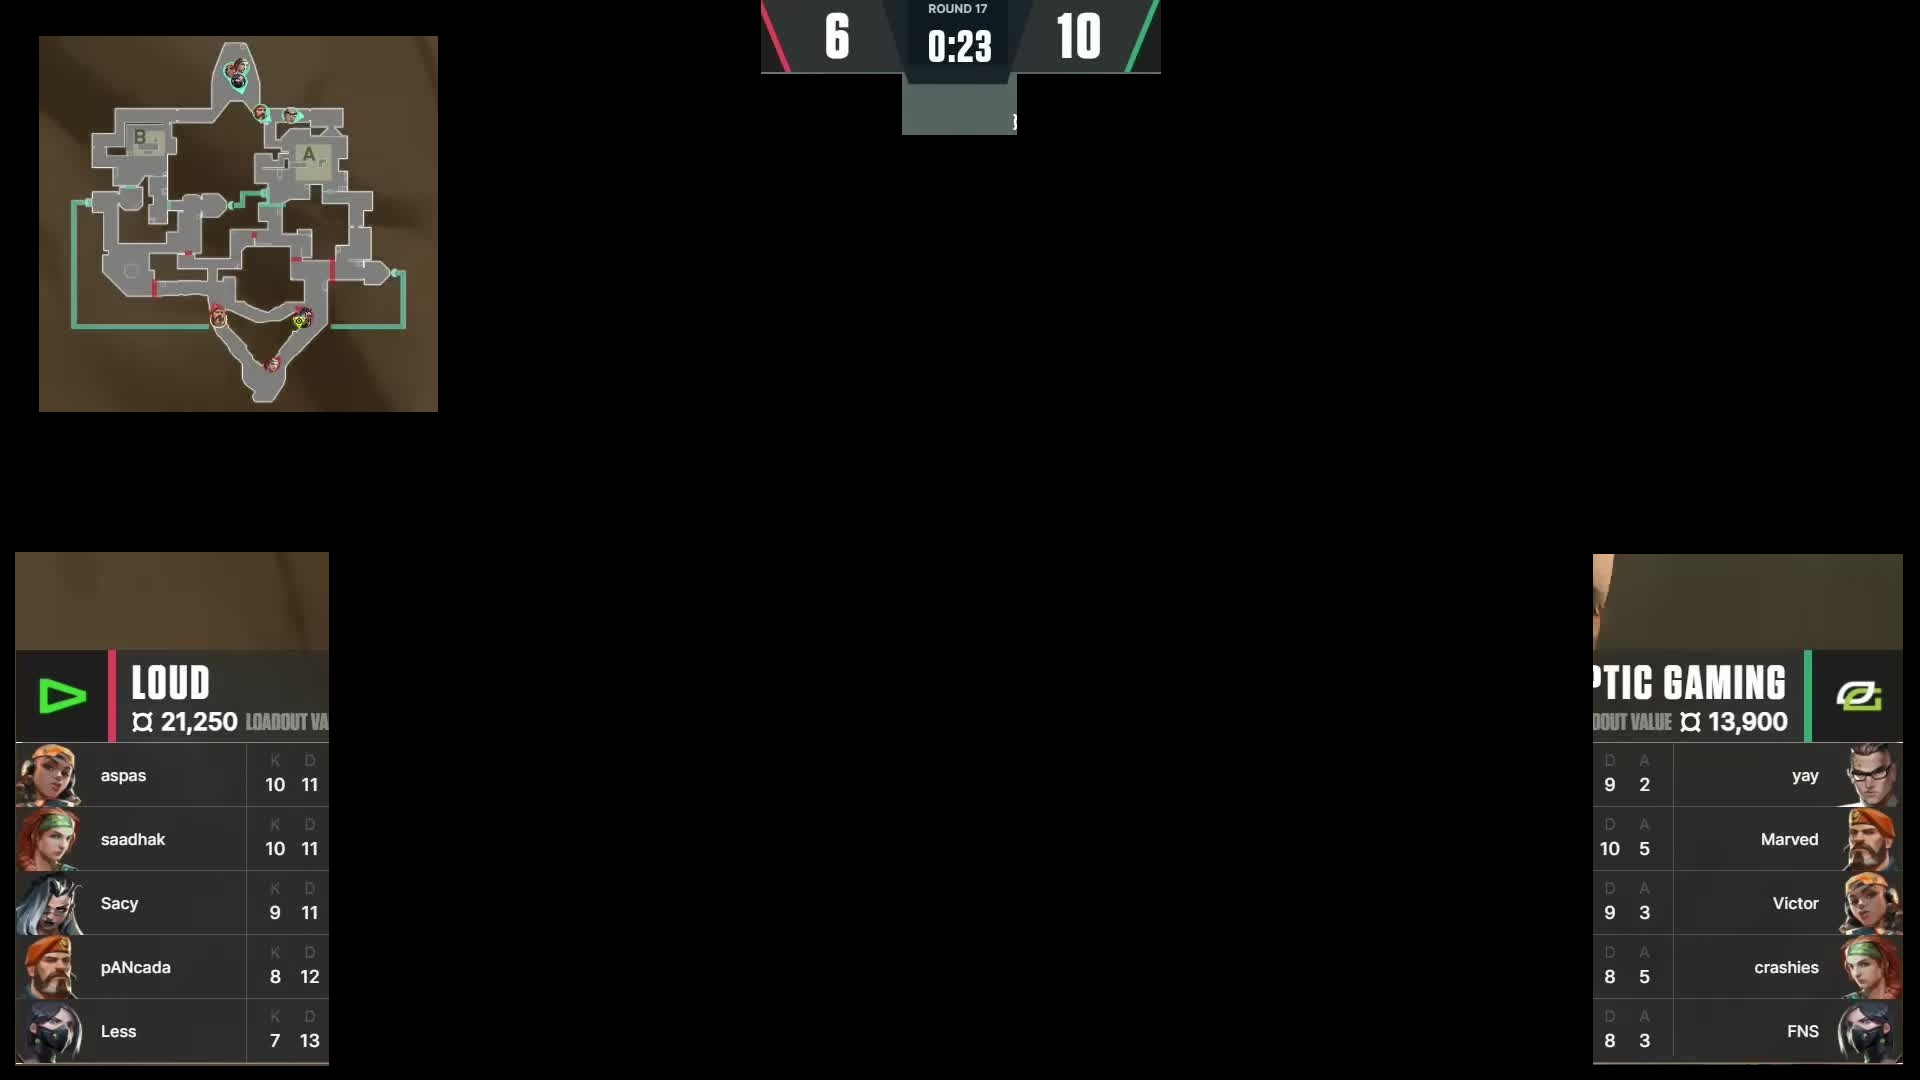 ROUND 17
6
0:23
10
B
A
LOUD
21,250 LOADOUT VA
K D
aspas 10 11
K D
saadhak 10 11
K D
Sacy 9 11
K D
pANcada 8 12
K D
Less 7 13
PTIC GAMING
DOUT VALUE 13,900
D A
9 2 yay
D A
10 5 Marved
D A
9 3 Victor
D A
8 5 crashies
D A
8 3 FNS